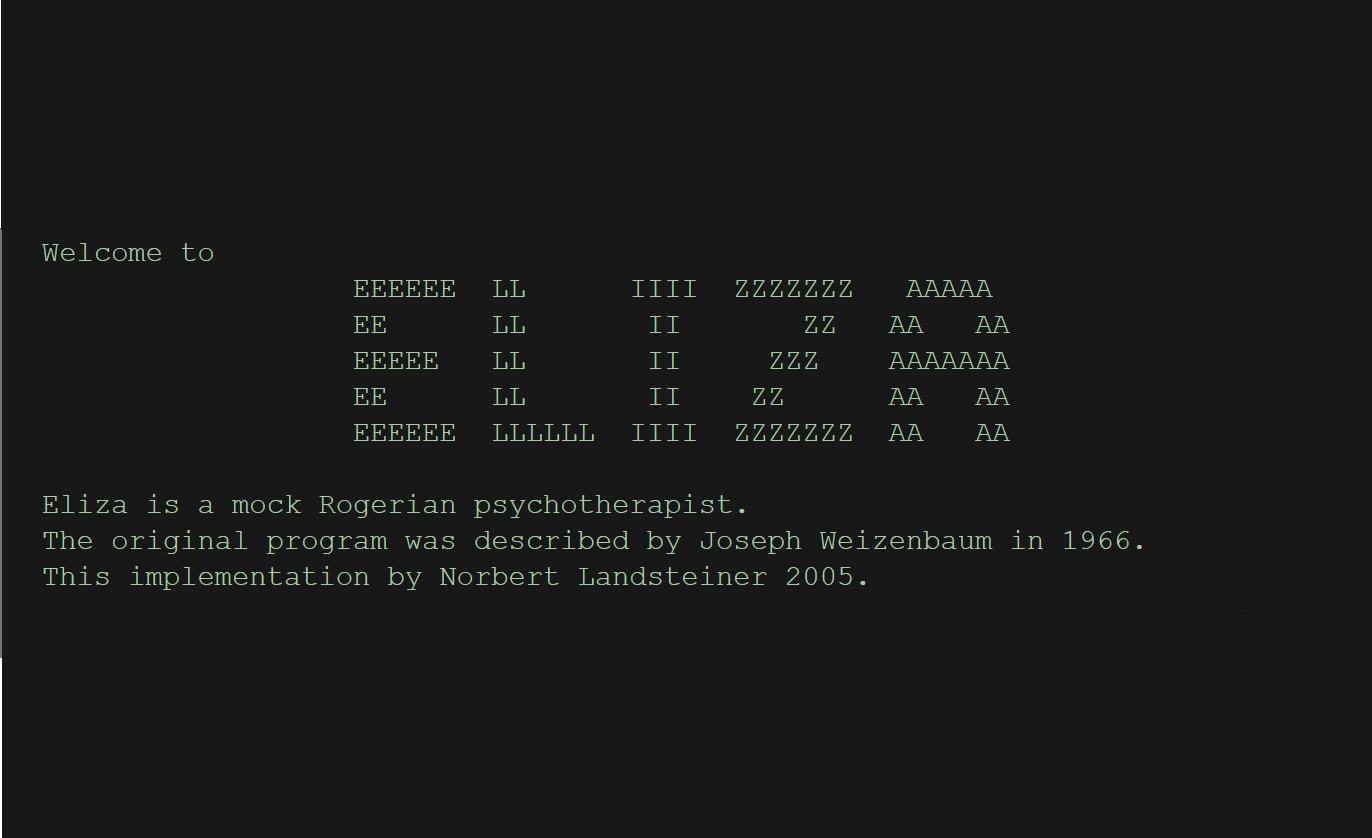 Welcome to
EEEEEE  LL      IIII  ZZZZZZZ   AAAAA
EE      LL       II       ZZ   AA   AA
EEEEE   LL       II     ZZZ    AAAAAAA
EE      LL       II    ZZ      AA   AA
EEEEEE  LLLLLL  IIII  ZZZZZZZ  AA   AA
Eliza is a mock Rogerian psychotherapist.
The original program was described by Joseph Weizenbaum in 1966.
This implementation by Norbert Landsteiner 2005.